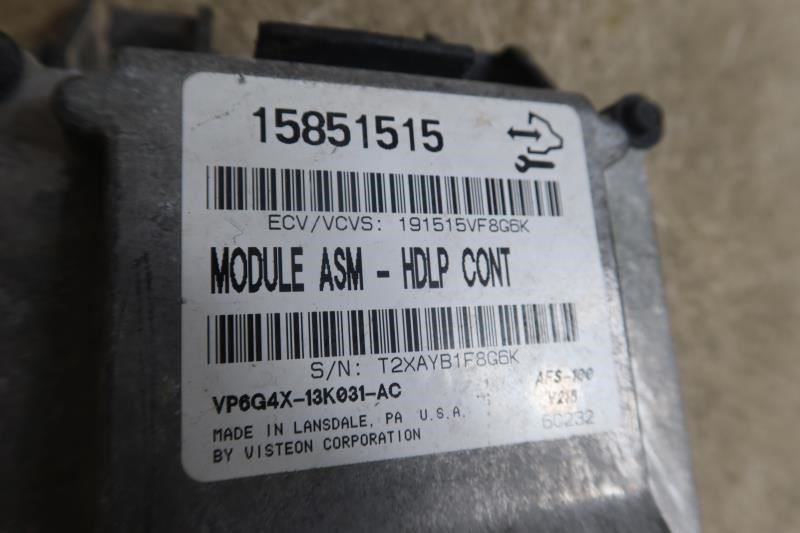 15851515
ECV/VCVS: 191515VF8G6K
MODULE ASM - HDLP CONT
S/N: T2XAYB1F8G6K
VP6G4X-13K031-AC
AFS-100
V215
MADE IN LANSDALE, PA U.S.A.
60232
BY VISTEON CORPORATION